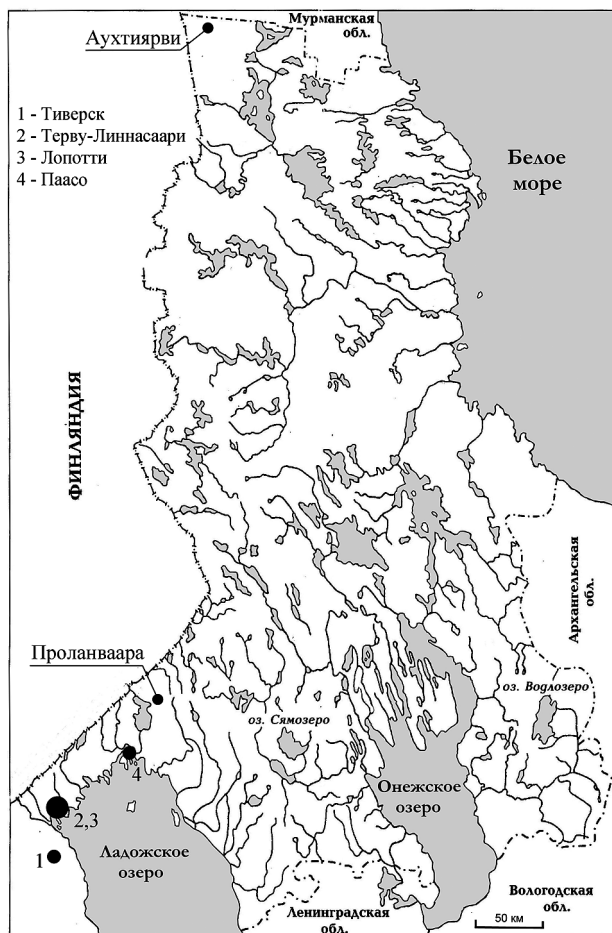 Мурманская
обл.
Аухтиярви
1 - Тиверск
2 - Терву-Линнасаари
3 - Лопотти
4 - Паасо
Белое
море
ФИНЛЯНДИЯ
Архангельская
обл.
Проланваара
оз. Сямозеро
оз. Водлозеро
4
Онежское
озеро
2,3
1
Ладожское
озеро
Ленинградская
обл.
Вологодская
обл.
50 км